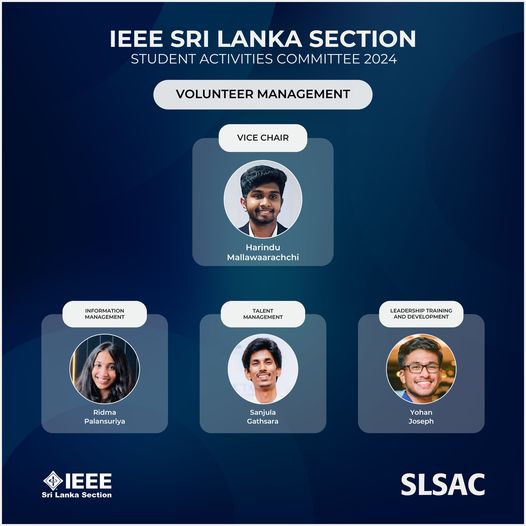 IEEE SRI LANKA SECTION
STUDENT ACTIVITIES COMMITTEE 2024
VOLUNTEER MANAGEMENT
VICE CHAIR
Harindu
Mallawaarachchi
INFORMATION
MANAGEMENT
Ridma
Palansuriya
TALENT
MANAGEMENT
Sanjula
Gathsara
LEADERSHIP TRAINING
AND DEVELOPMENT
Yohan
Joseph
IEEE
Sri Lanka Section
SLSAC